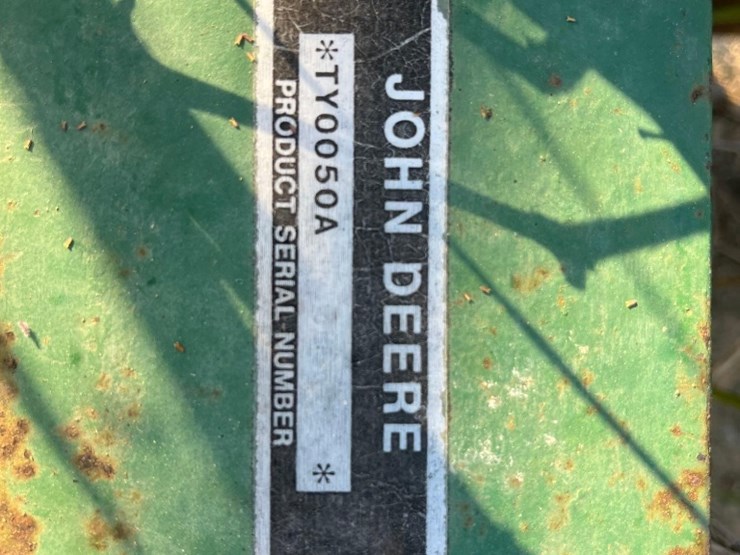 JOHN DEERE
*TY0050A *
PRODUCT SERIAL NUMBER